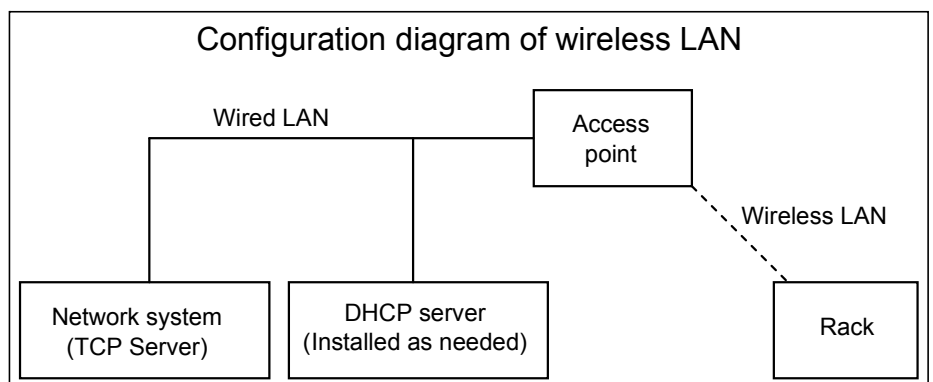 Configuration diagram of wireless LAN
Wired LAN
Access
point
Wireless LAN
Network system
(TCP Server)
DHCP server
(Installed as needed)
Rack